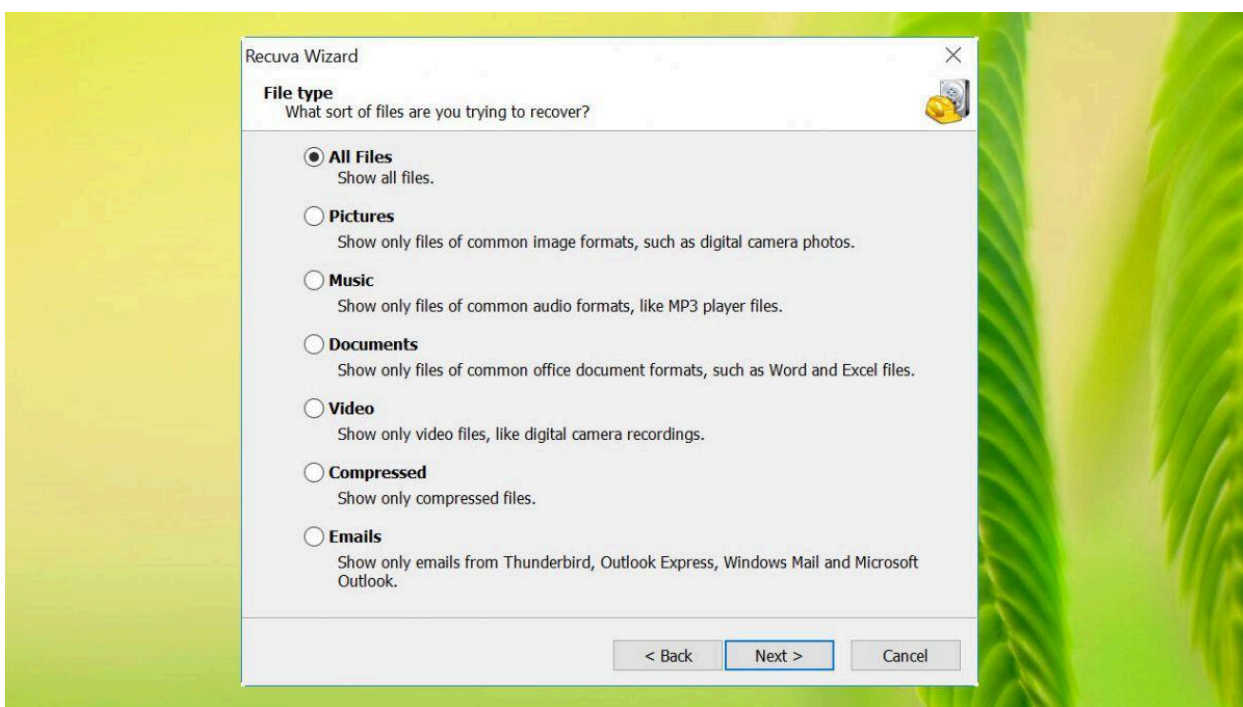 Recuva Wizard
File type
What sort of files are you trying to recover?
All Files
Show all files.
Pictures
Show only files of common image formats, such as digital camera photos.
Music
Show only files of common audio formats, like MP3 player files.
Documents
Show only files of common office document formats, such as Word and Excel files.
Video
Show only video files, like digital camera recordings.
Compressed
Show only compressed files.
Emails
Show only emails from Thunderbird, Outlook Express, Windows Mail and Microsoft
Outlook.
< Back Next > Cancel